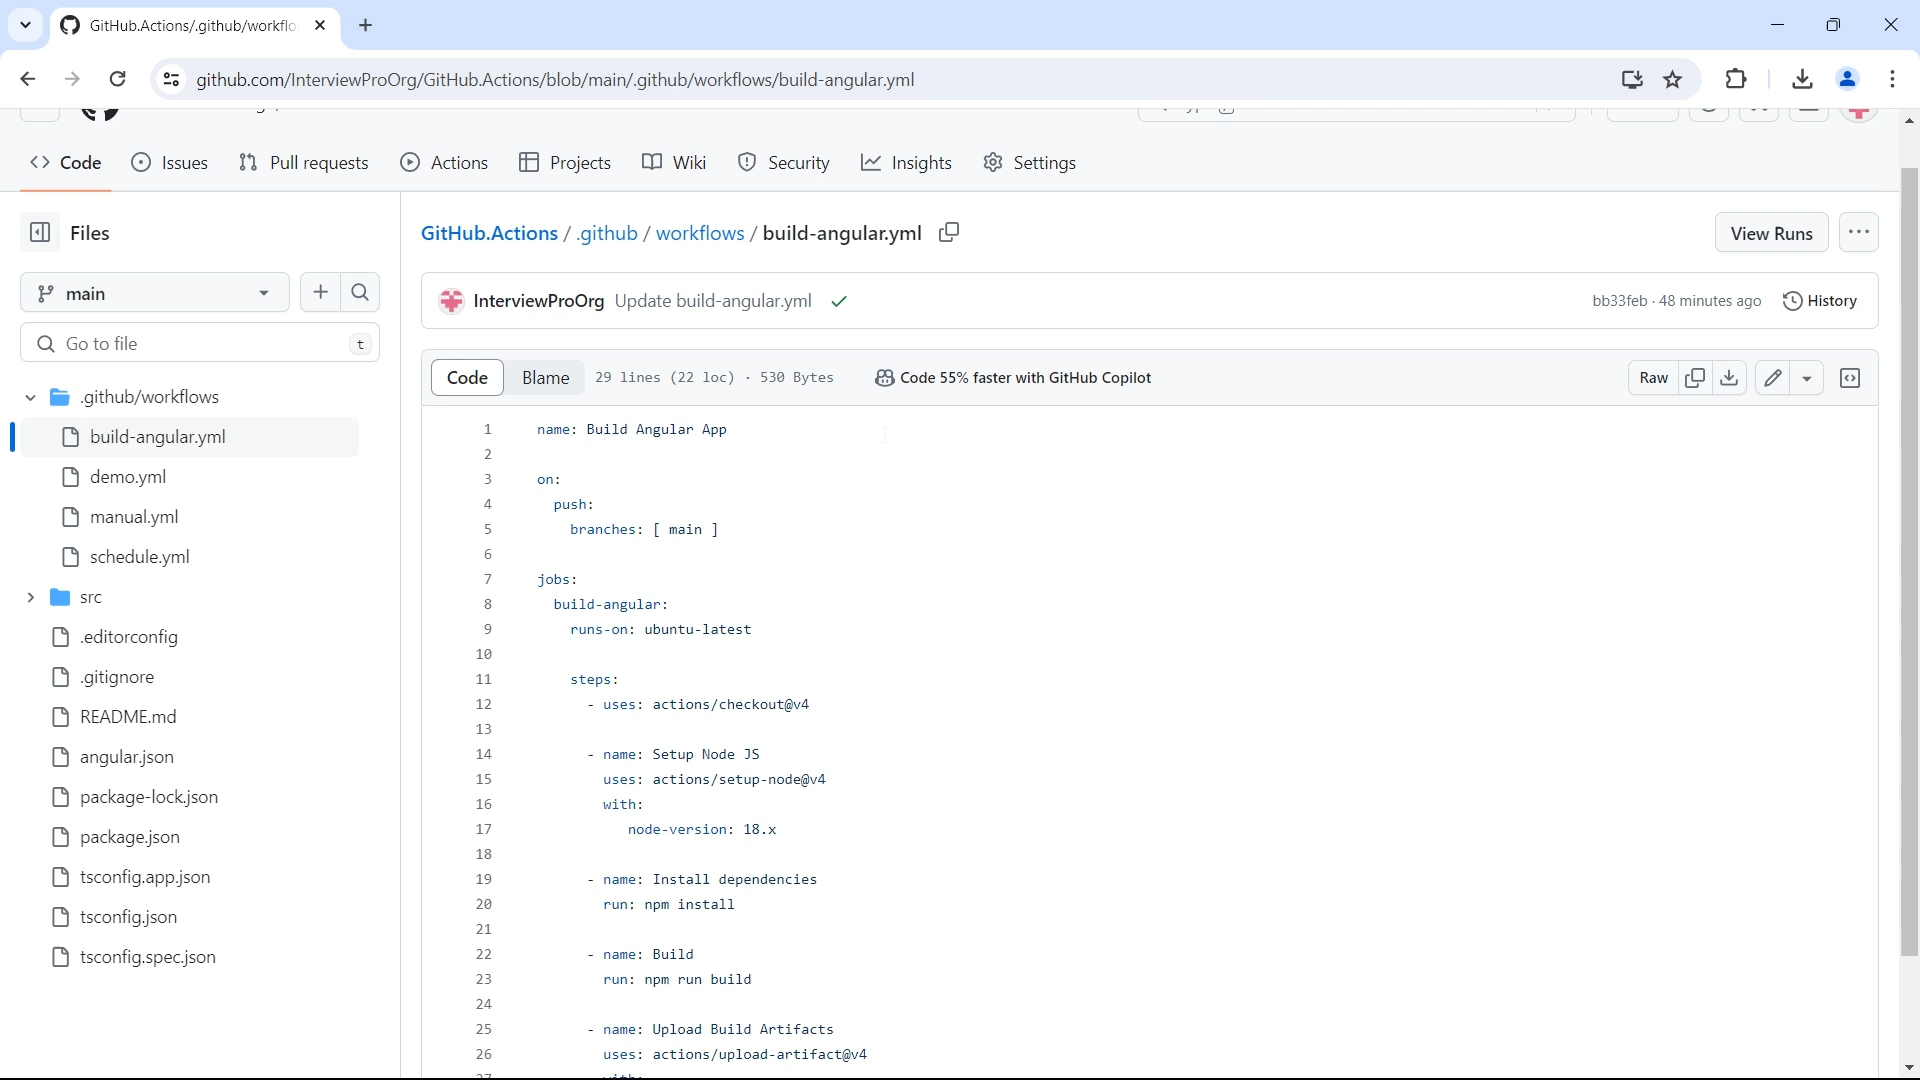 GitHub.Actions/.github/workflo
github.com/InterviewProOrg/GitHub.Actions/blob/main/.github/workflows/build-angular.yml
Code Issues Pull requests Actions Projects Wiki Security Insights Settings
Files
main
Go to file t
.github/workflows
build-angular.yml
demo.yml
manual.yml
schedule.yml
src
.editorconfig
.gitignore
README.md
angular.json
package-lock.json
package.json
tsconfig.app.json
tsconfig.json
tsconfig.spec.json
GitHub.Actions / .github / workflows / build-angular.yml
View Runs
InterviewProOrg Update build-angular.yml
bb33feb · 48 minutes ago History
Code Blame 29 lines (22 loc) · 530 Bytes Code 55% faster with GitHub Copilot Raw
1 name: Build Angular App
2
3 on:
4 push:
5 branches: [ main ]
6
7 jobs:
8 build-angular:
9 runs-on: ubuntu-latest
10
11 steps:
12 - uses: actions/checkout@v4
13
14 - name: Setup Node JS
15 uses: actions/setup-node@v4
16 with:
17 node-version: 18.x
18
19 - name: Install dependencies
20 run: npm install
21
22 - name: Build
23 run: npm run build
24
25 - name: Upload Build Artifacts
26 uses: actions/upload-artifact@v4